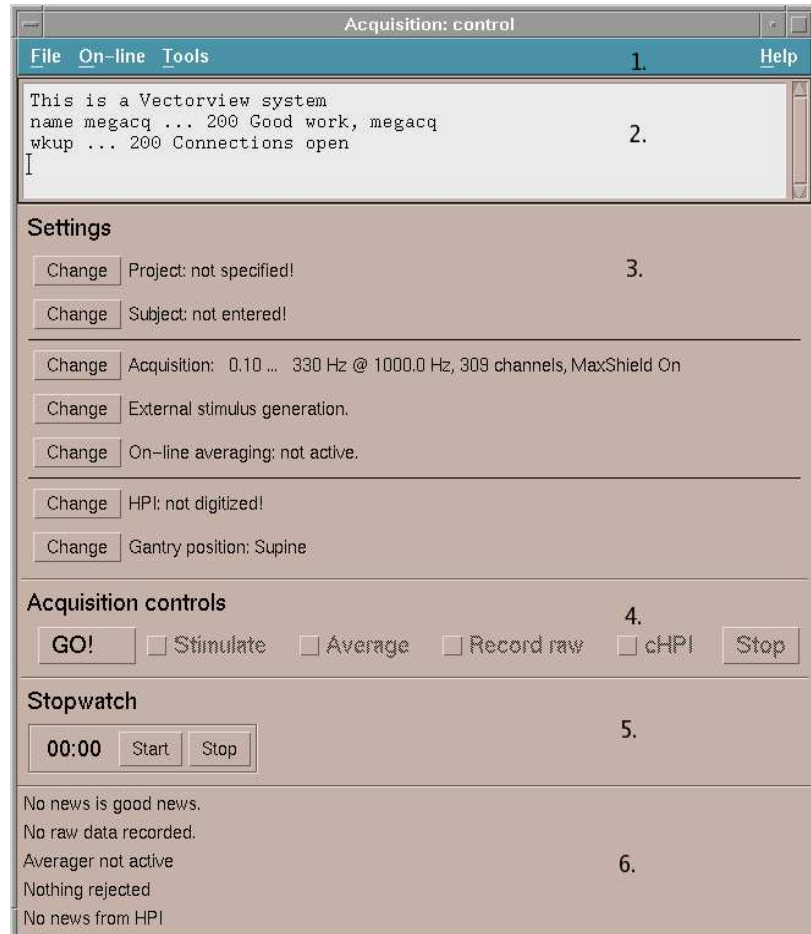 Acquisition: control
File On-line Tools 1. Help
This is a Vectorview system
name megacq ... 200 Good work, megacq
wkup ... 200 Connections open
2.
Settings
3.
Change Project: not specified!
Change Subject: not entered!
Change Acquisition: 0.10 ... 330 Hz @ 1000.0 Hz, 309 channels, MaxShield On
Change External stimulus generation.
Change On-line averaging: not active.
Change HPI: not digitized!
Change Gantry position: Supine
Acquisition controls
4.
GO! Stimulate Average Record raw cHPI Stop
Stopwatch
5.
00:00 Start Stop
No news is good news.
No raw data recorded.
Averager not active
6.
Nothing rejected
No news from HPI